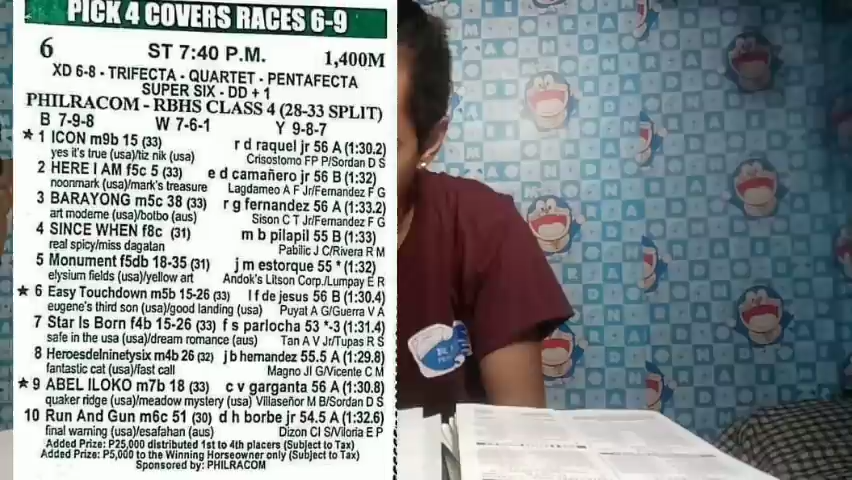 PICK 4 COVERS RACES 6-9
6 ST 7:40 P.M. 1,400M
XD 6-8 - TRIFECTA - QUARTET - PENTAFECTA
SUPER SIX - DD + 1
PHILRACOM - RBHS CLASS 4 (28-33 SPLIT)
B 7-9-8 W 7-6-1 Y 9-8-7
★ 1 ICON m9b 15 (33) r d raquel jr 56 A (1:30.2)
yes it's true (usa)/tiz nik (usa) Crisostomo FP P/Sordan D S
2 HERE I AM f5c 5 (33) e d camañero jr 56 B (1:32)
noonmark (usa)/mark's treasure Lagdameo A F Jr/Fernandez F G
3 BARAYONG m5c 38 (33) r g fernandez 56 A (1:33.2)
art moderne (usa)/botbo (aus) Sison C T Jr/Fernandez F G
4 SINCE WHEN f8c (31) m b pilapil 55 B (1:33)
real spicy/miss dagatan Pabilic J C/Rivera R M
5 Monument f5db 18-35 (31) j m estorque 55 * (1:32)
elysium fields (usa)/yellow art Andok's Litson Corp./Lumpay E R
★ 6 Easy Touchdown m5b 15-26 (33) l f de jesus 56 B (1:30.4)
eugene's third son (usa)/good landing (usa) Puyat A G/Guerra V A
7 Star Is Born f4b 15-26 (33) f s parlocha 53 *-3 (1:31.4)
safe in the usa (usa)/dream romance (aus) Tan A V Jr/Tupas R S
8 Heroesdelninetysix m4b 26 (32) j b hernandez 55.5 A (1:29.8)
fantastic cat (usa)/fast call Magno JI G/Vicente C M
★ 9 ABEL ILOKO m7b 18 (33) c v garganta 56 A (1:30.8)
quaker ridge (usa)/meadow mystery (usa) Villaseñor M B/Sordan D S
10 Run And Gun m6c 51 (30) d h borbe jr 54.5 A (1:32.6)
final warning (usa)/esafahan (aus) Dizon CI S/Viloria E P
Added Prize: P25,000 distributed 1st to 4th placers (Subject to Tax)
Added Prize: P5,000 to the Winning Horseowner only (Subject to Tax)
Sponsored by: PHILRACOM